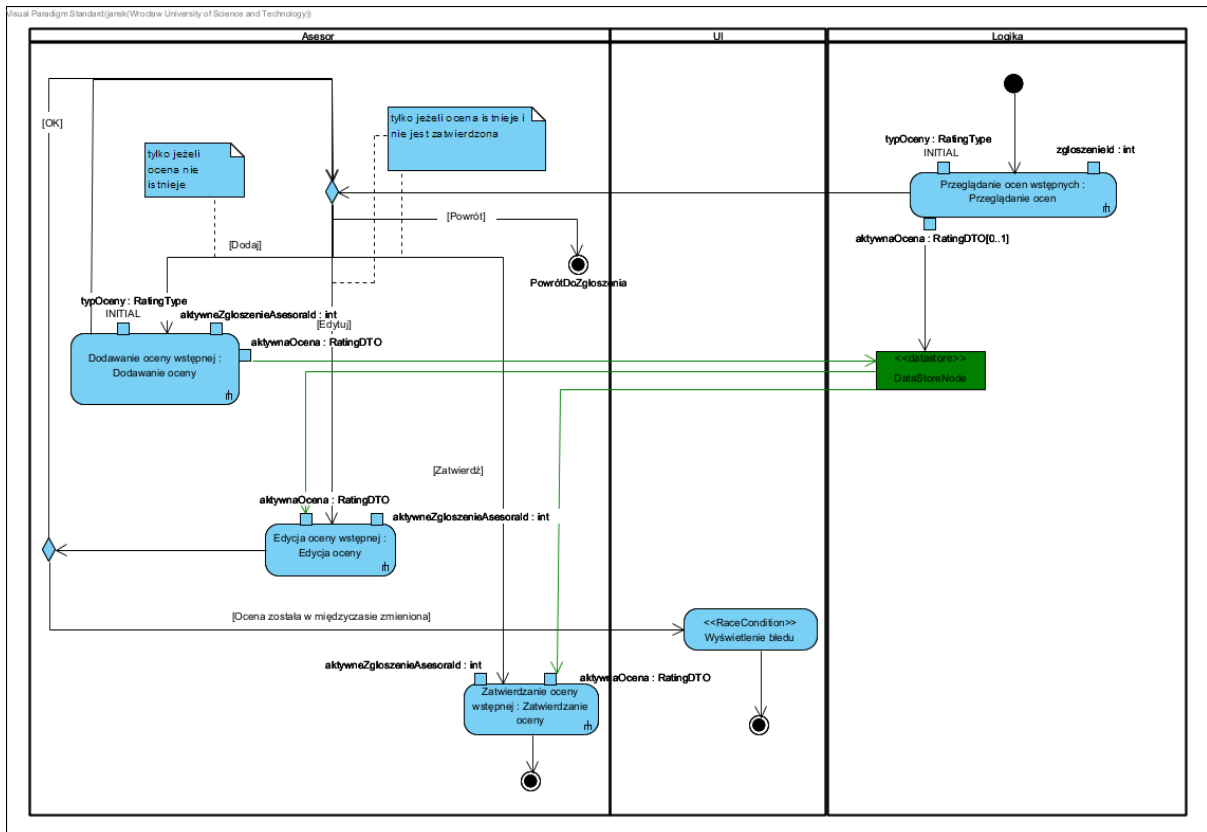 Visual Paradigm Standard(jansk(Wrocław University of Science and Technology))
Asesor
UI
Logika
[OK]
tylko jeżeli ocena istnieje i
nie jest zatwierdzona
tylko jeżeli
ocena nie
istnieje
typOceny : RatingType
INITIAL
zgloszenieId : int
Przeglądanie ocen wstępnych :
Przeglądanie ocen
aktywnaOcena : RatingDTO[0..1]
[Powrót]
[Dodaj]
PowrótDoZgłoszenia
typOceny : RatingType
INITIAL
aktywneZgloszenieAsesoraId : int
[Edytuj]
aktywnaOcena : RatingDTO
Dodawanie oceny wstępnej :
Dodawanie oceny
<<datastore>>
DataStoreNode
[Zatwierdź]
aktywnaOcena : RatingDTO
aktywneZgloszenieAsesoraId : int
Edycja oceny wstępnej :
Edycja oceny
[Ocena została w międzyczasie zmieniona]
<<RaceCondition>>
Wyświetlenie błedu
aktywneZgloszenieAsesoraId : int
aktywnaOcena : RatingDTO
Zatwierdzanie oceny
wstępnej : Zatwierdzanie
oceny